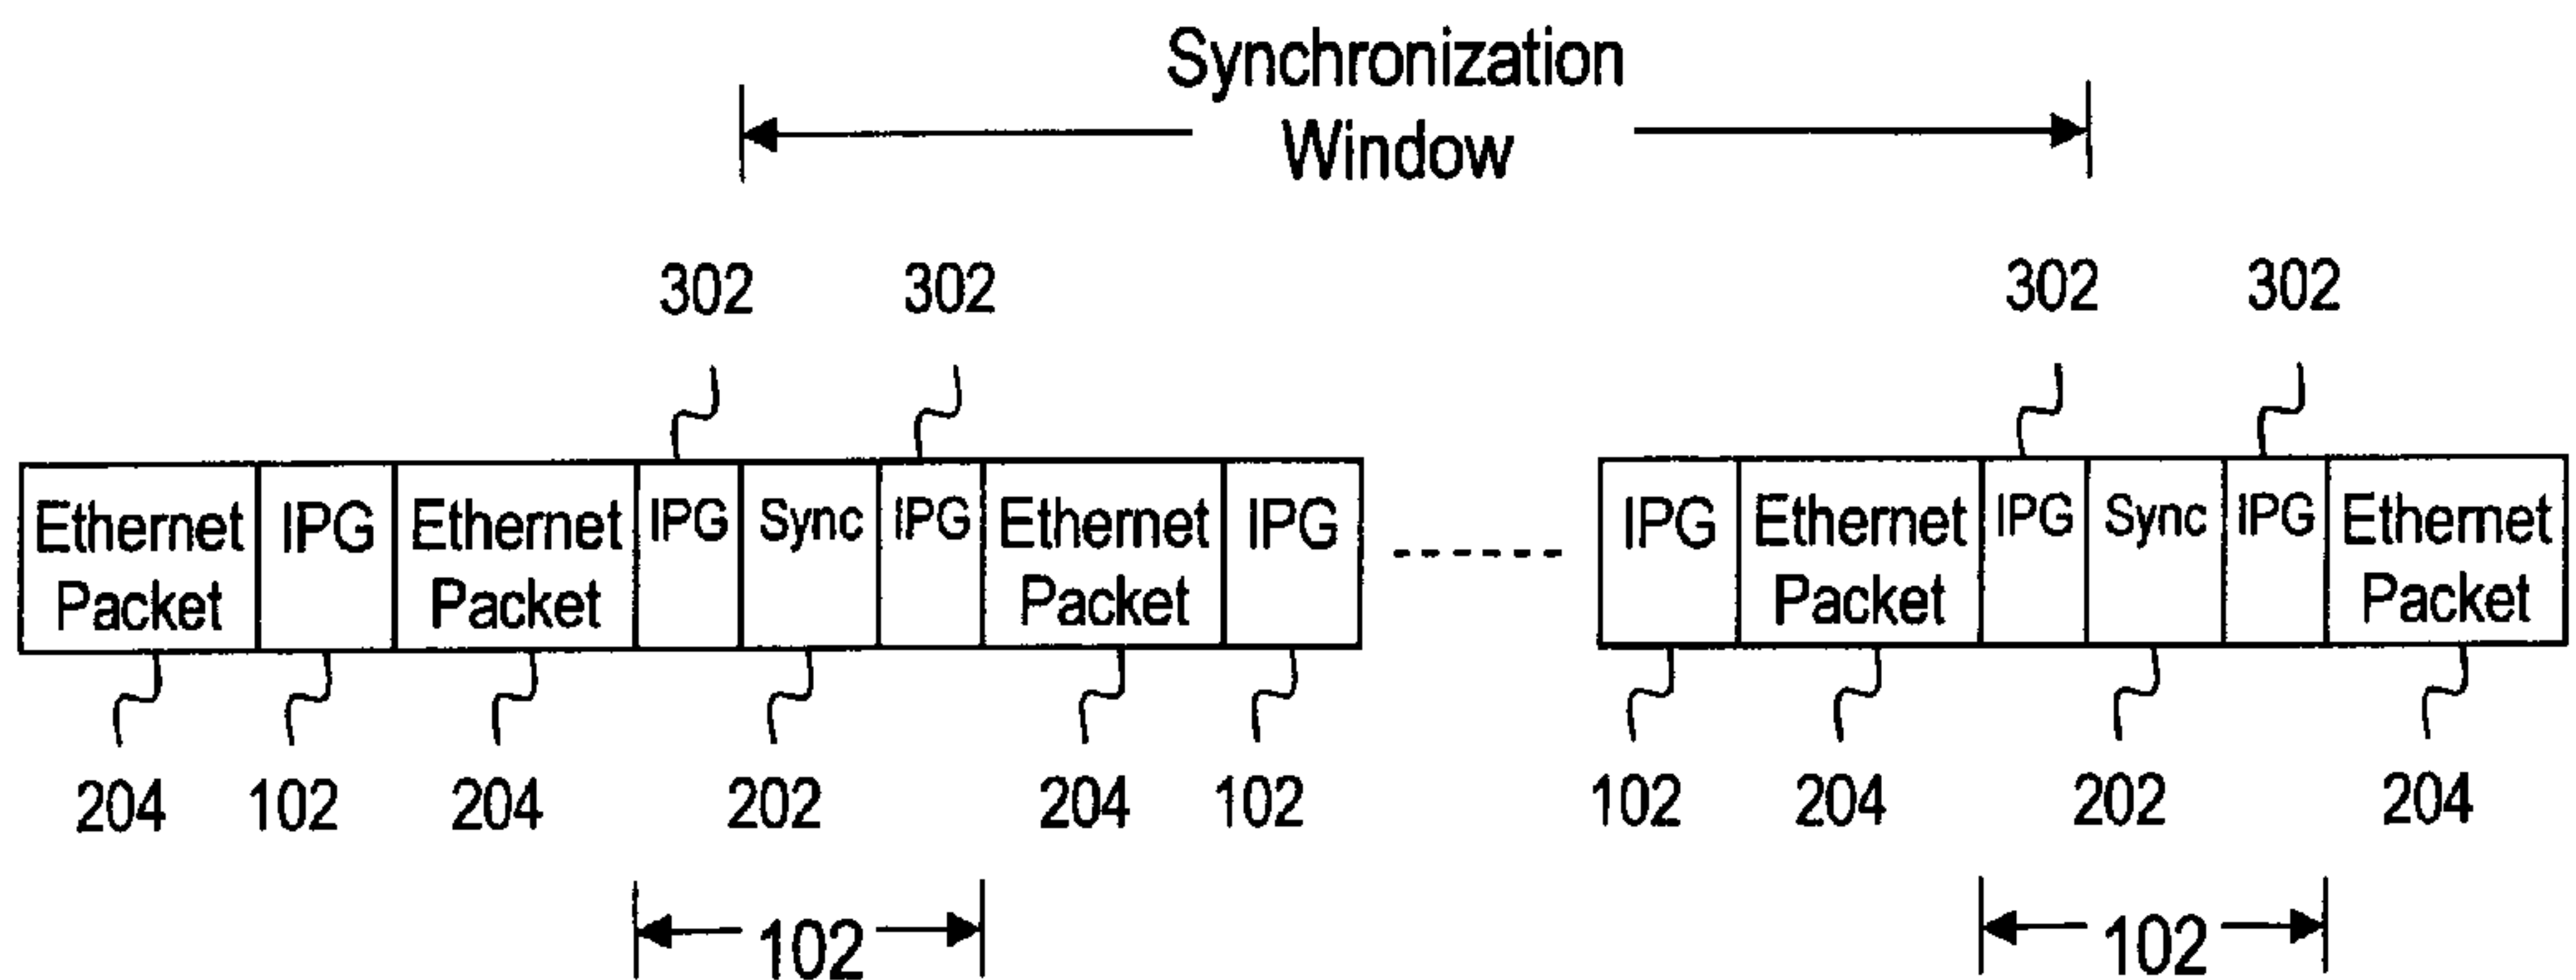 Synchronization
Window
302 302 302 302
Ethernet Packet IPG Ethernet Packet IPG Sync IPG Ethernet Packet IPG IPG Ethernet Packet IPG Sync IPG Ethernet Packet
204 102 204 202 204 102 102 204 202 204
102 102